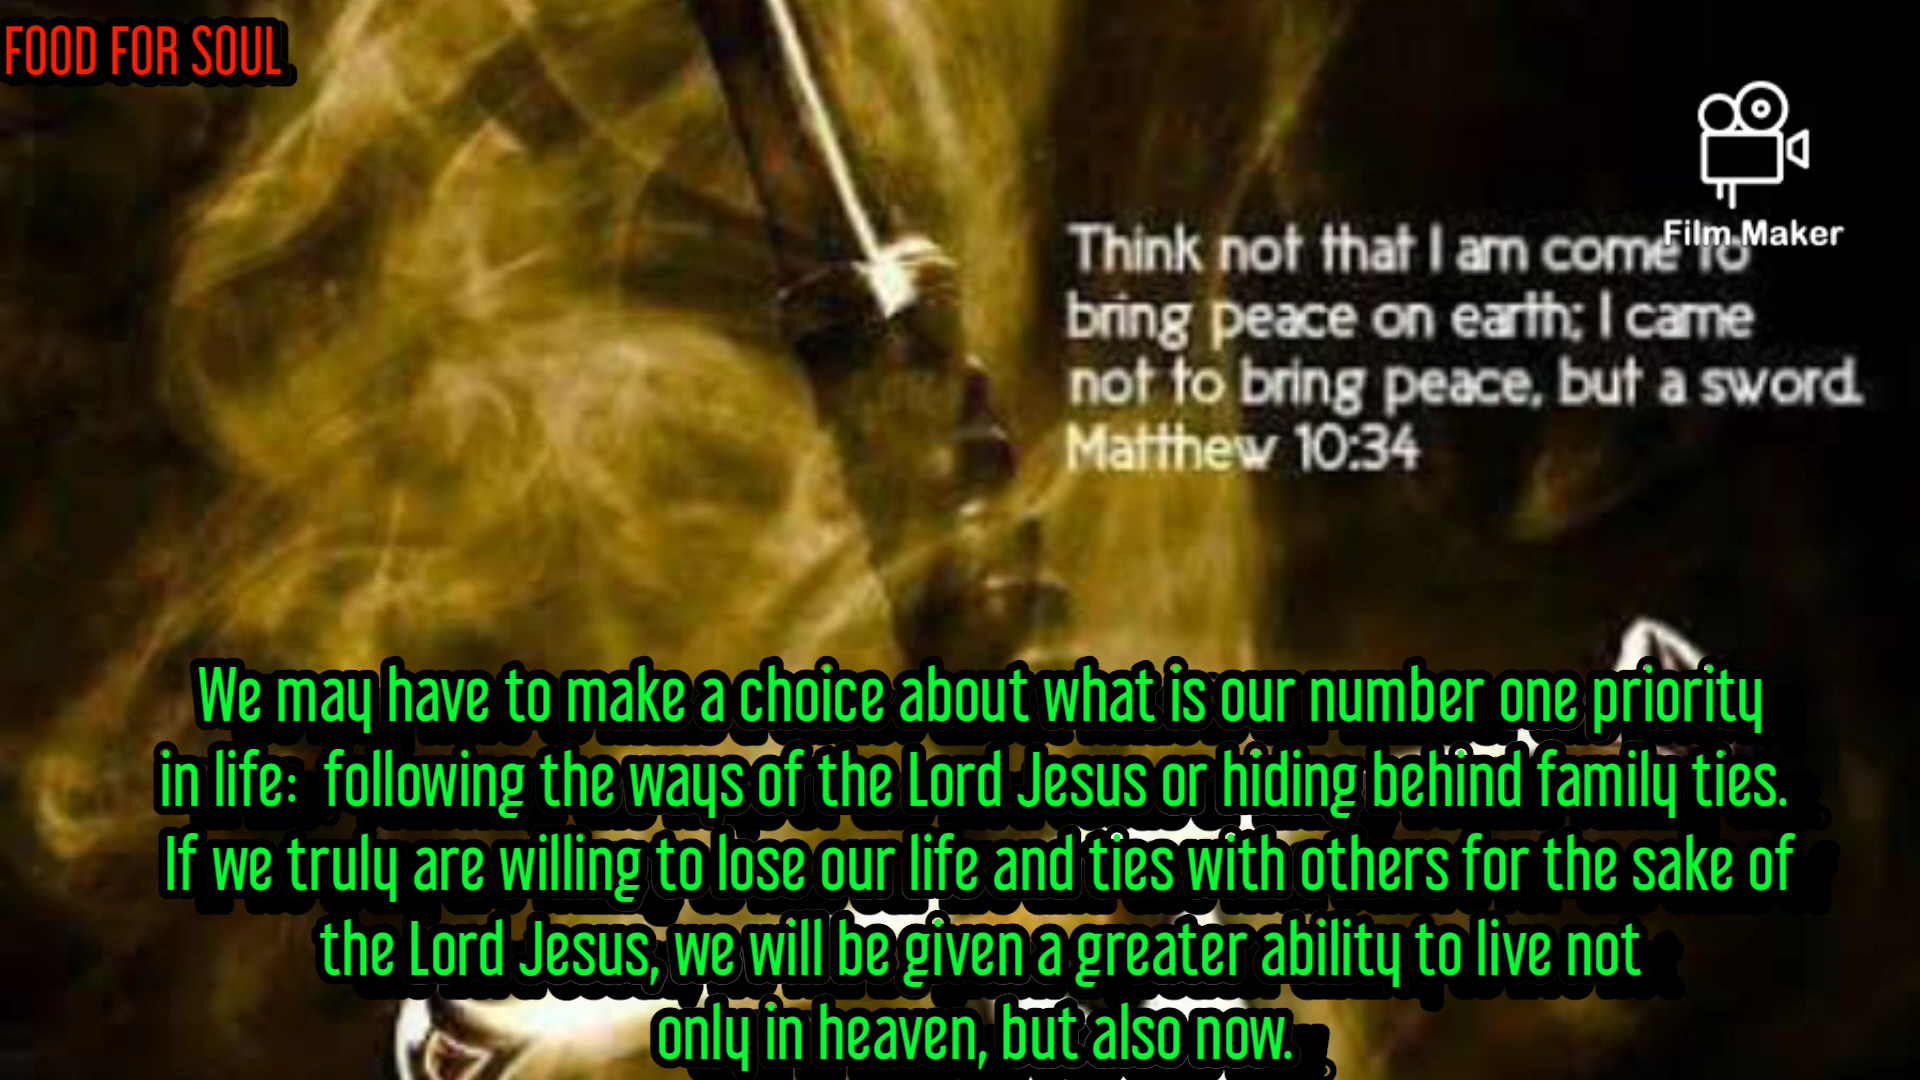 FOOD FOR SOUL
Film Maker
Think not that I am come to
bring peace on earth; I came
not to bring peace, but a sword.
Matthew 10:34
We may have to make a choice about what is our number one priority
in life:  following the ways of the Lord Jesus or hiding behind family ties.
If we truly are willing to lose our life and ties with others for the sake of
the Lord Jesus, we will be given a greater ability to live not
only in heaven, but also now.